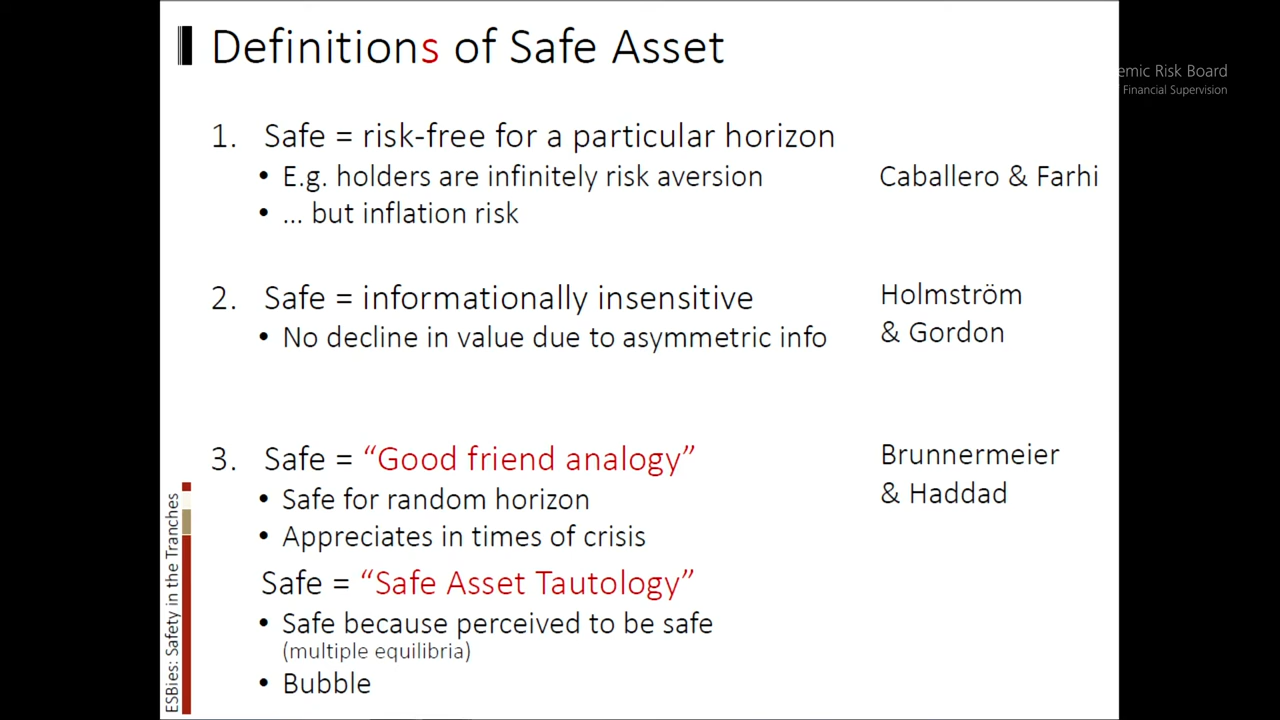 Definitions of Safe Asset
emic Risk Board
Financial Supervision
1. Safe = risk-free for a particular horizon
• E.g. holders are infinitely risk aversion
Caballero & Farhi
• … but inflation risk
2. Safe = informationally insensitive
Holmström
• No decline in value due to asymmetric info
& Gordon
3. Safe = “Good friend analogy”
Brunnermeier
• Safe for random horizon
& Haddad
• Appreciates in times of crisis
Safe = “Safe Asset Tautology”
• Safe because perceived to be safe
(multiple equilibria)
• Bubble
ESBies: Safety in the Tranches